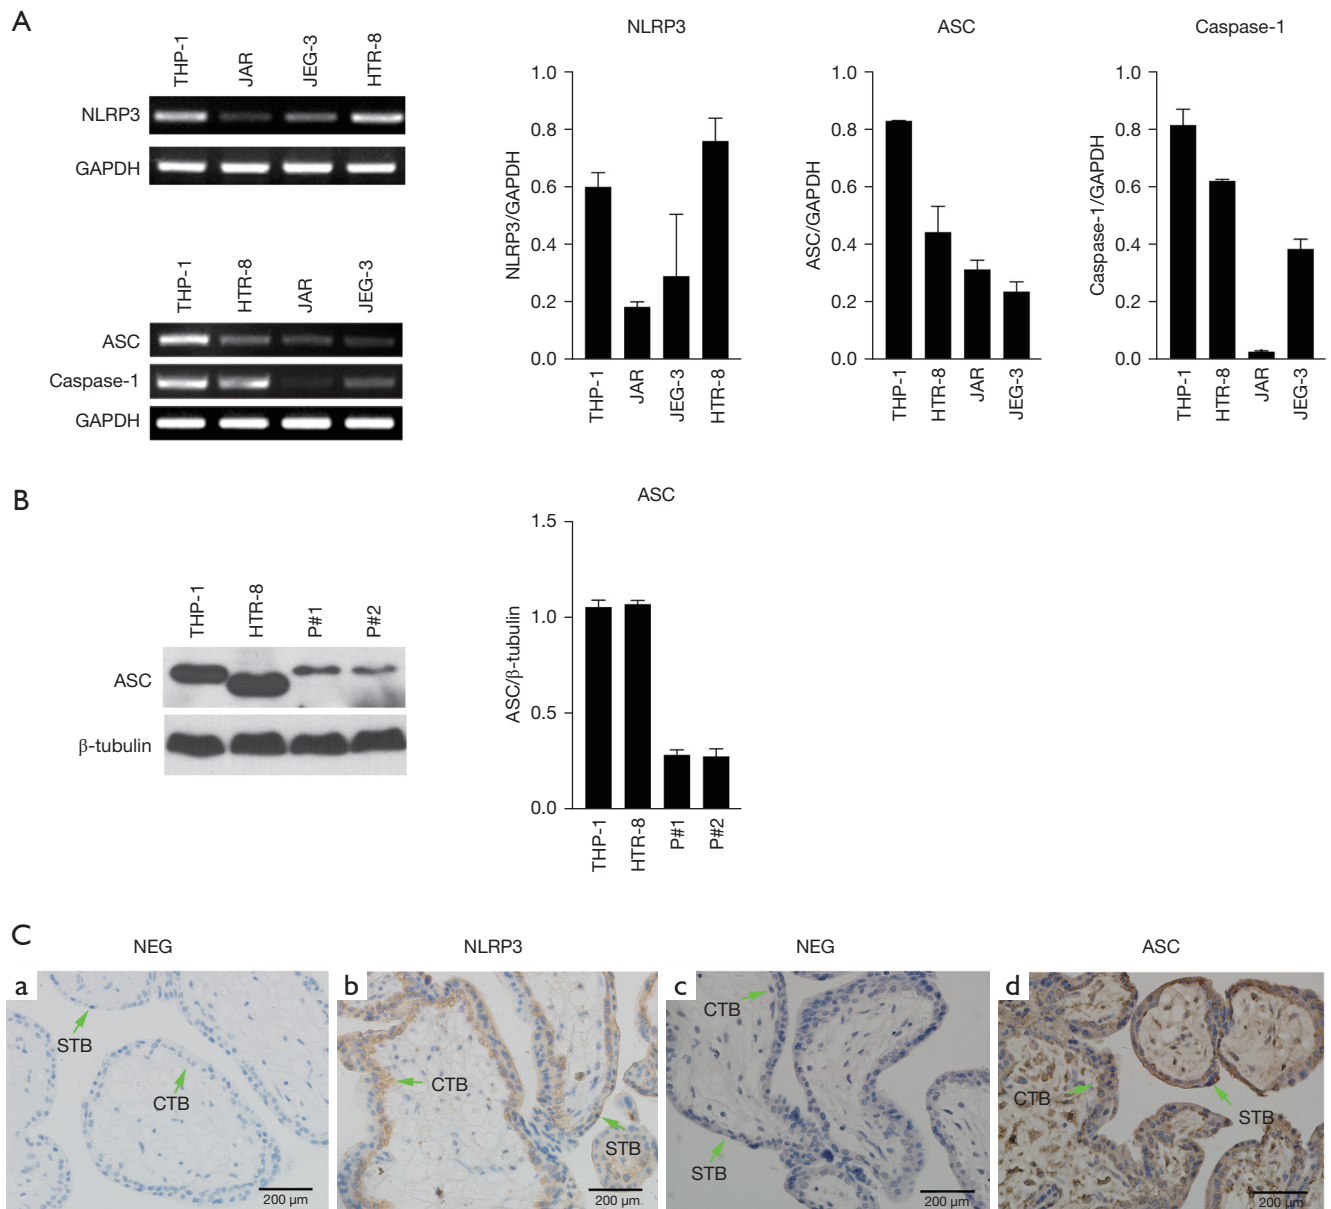 A
THP-1
JAR
JEG-3
HTR-8
NLRP3
GAPDH
THP-1
HTR-8
JAR
JEG-3
ASC
Caspase-1
GAPDH
NLRP3
NLRP3/GAPDH
1.0
0.8
0.6
0.4
0.2
0.0
THP-1
JAR
JEG-3
HTR-8
ASC
ASC/GAPDH
1.0
0.8
0.6
0.4
0.2
0.0
THP-1
HTR-8
JAR
JEG-3
Caspase-1
Caspase-1/GAPDH
1.0
0.8
0.6
0.4
0.2
0.0
THP-1
HTR-8
JAR
JEG-3
B
THP-1
HTR-8
P#1
P#2
ASC
β-tubulin
ASC
ASC/β-tubulin
1.5
1.0
0.5
0.0
THP-1
HTR-8
P#1
P#2
C
NEG
a
STB
CTB
200 µm
NLRP3
b
CTB
STB
200 µm
NEG
c
CTB
STB
200 µm
ASC
d
CTB
STB
200 µm